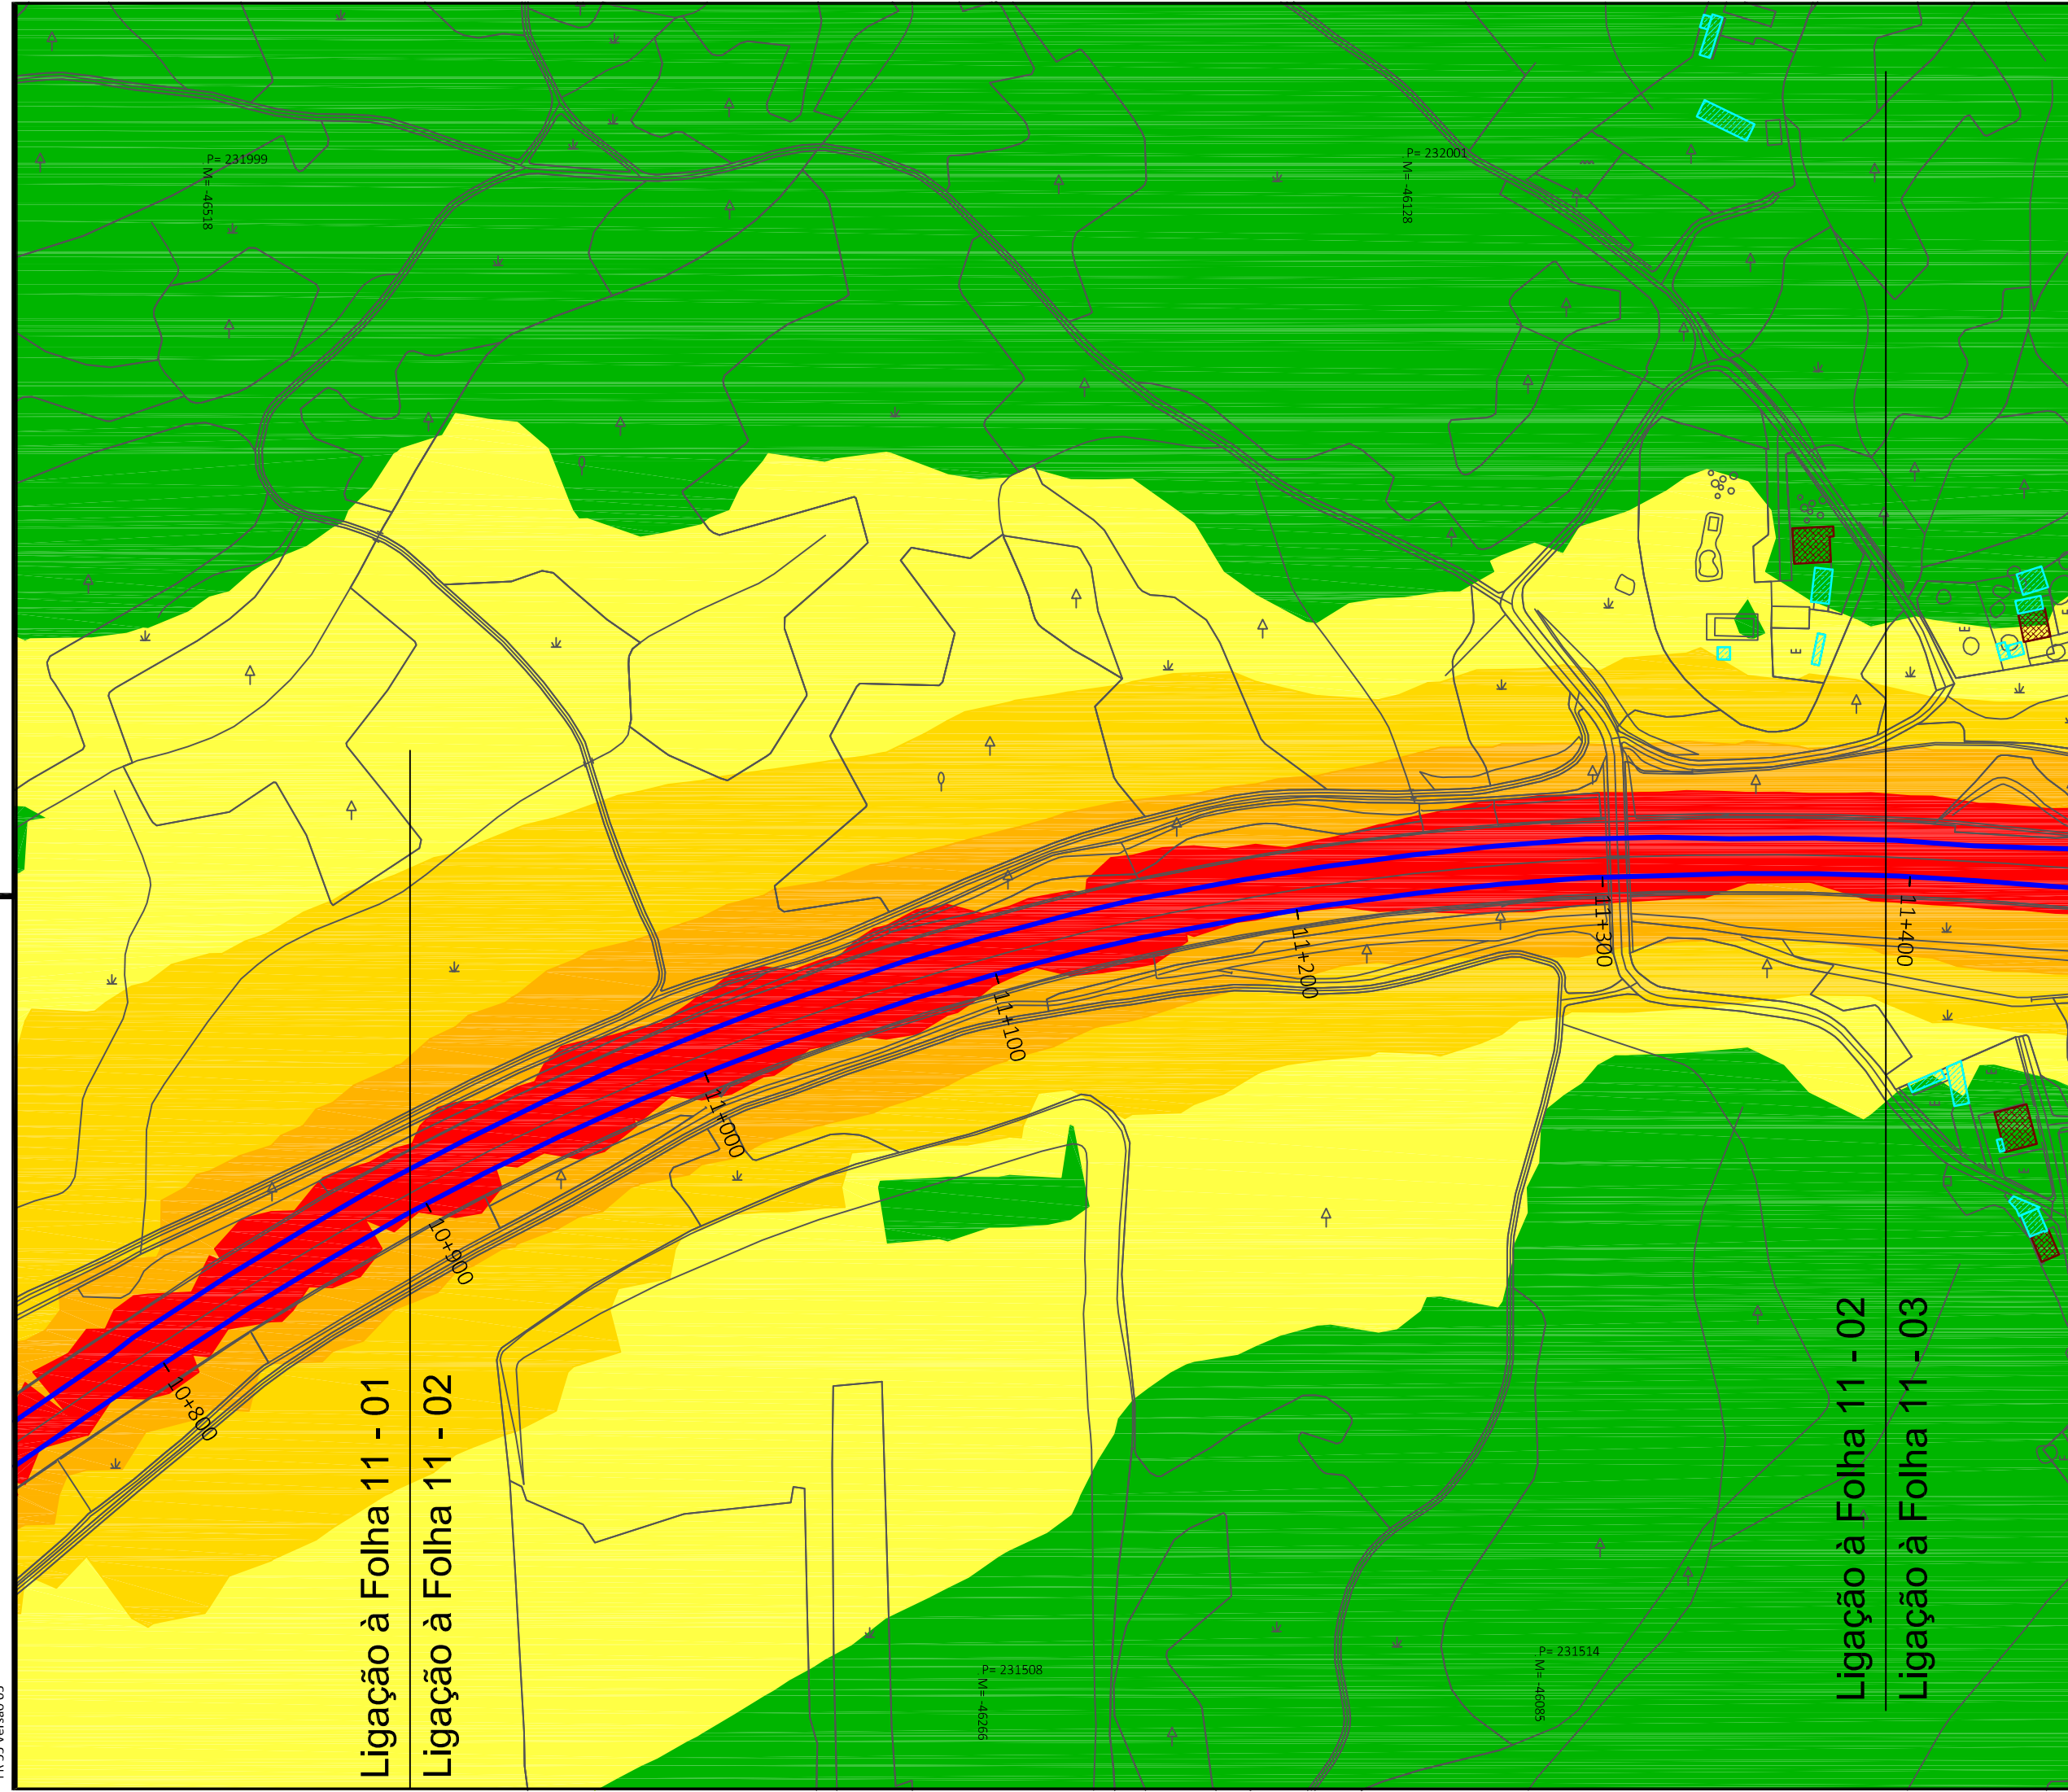 P= 231999
M= -46518
P= 232001
M= -46128
E
E
E
11+400
11+300
11+200
11+100
11+000
10+900
10+800
E
E
E
Ligação à Folha 11 - 01
Ligação à Folha 11 - 02
Ligação à Folha 11 - 02
Ligação à Folha 11 - 03
P= 231508
M= -46266
P= 231514
M= -46085